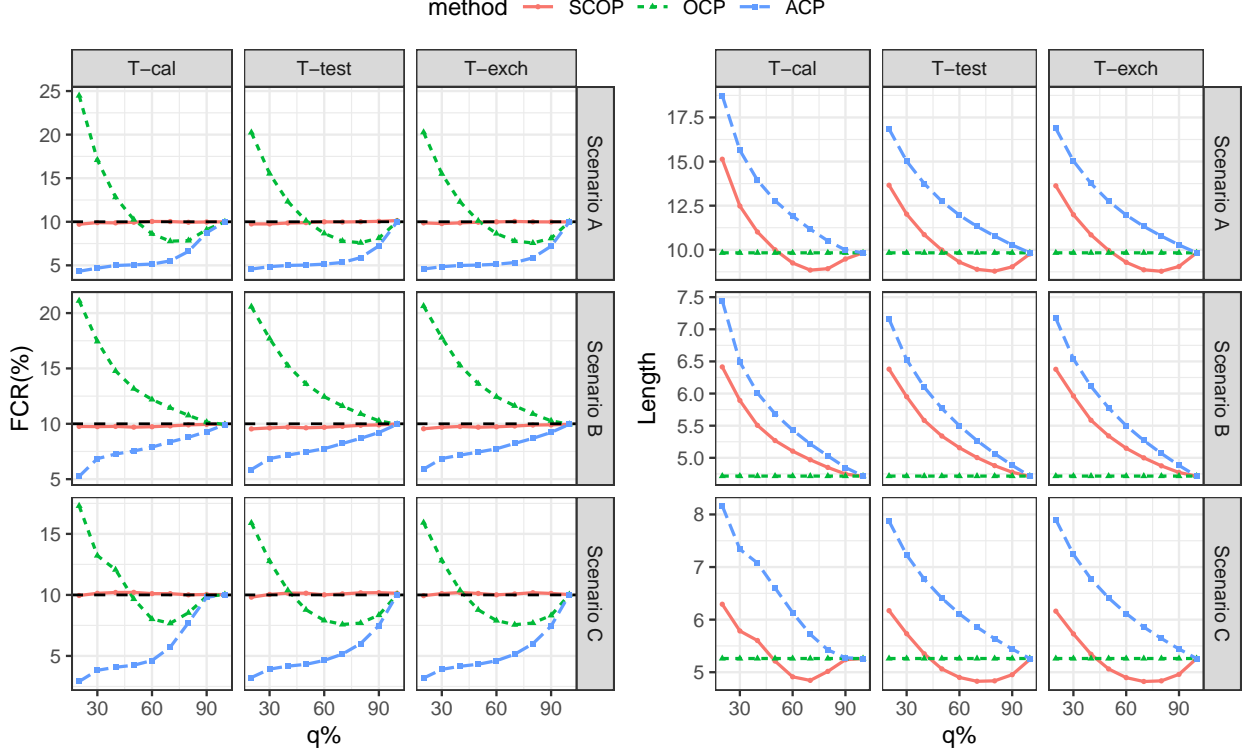 method SCOP OCP ACP
T−cal T−test T−exch
25
20
15
10
5
Scenario A
20
15
10
5
Scenario B
15
10
5
Scenario C
30 60 90 30 60 90 30 60 90
q%
FCR(%)
T−cal T−test T−exch
17.5
15.0
12.5
10.0
Scenario A
7.5
7.0
6.5
6.0
5.5
5.0
Scenario B
8
7
6
5
Scenario C
30 60 90 30 60 90 30 60 90
q%
Length